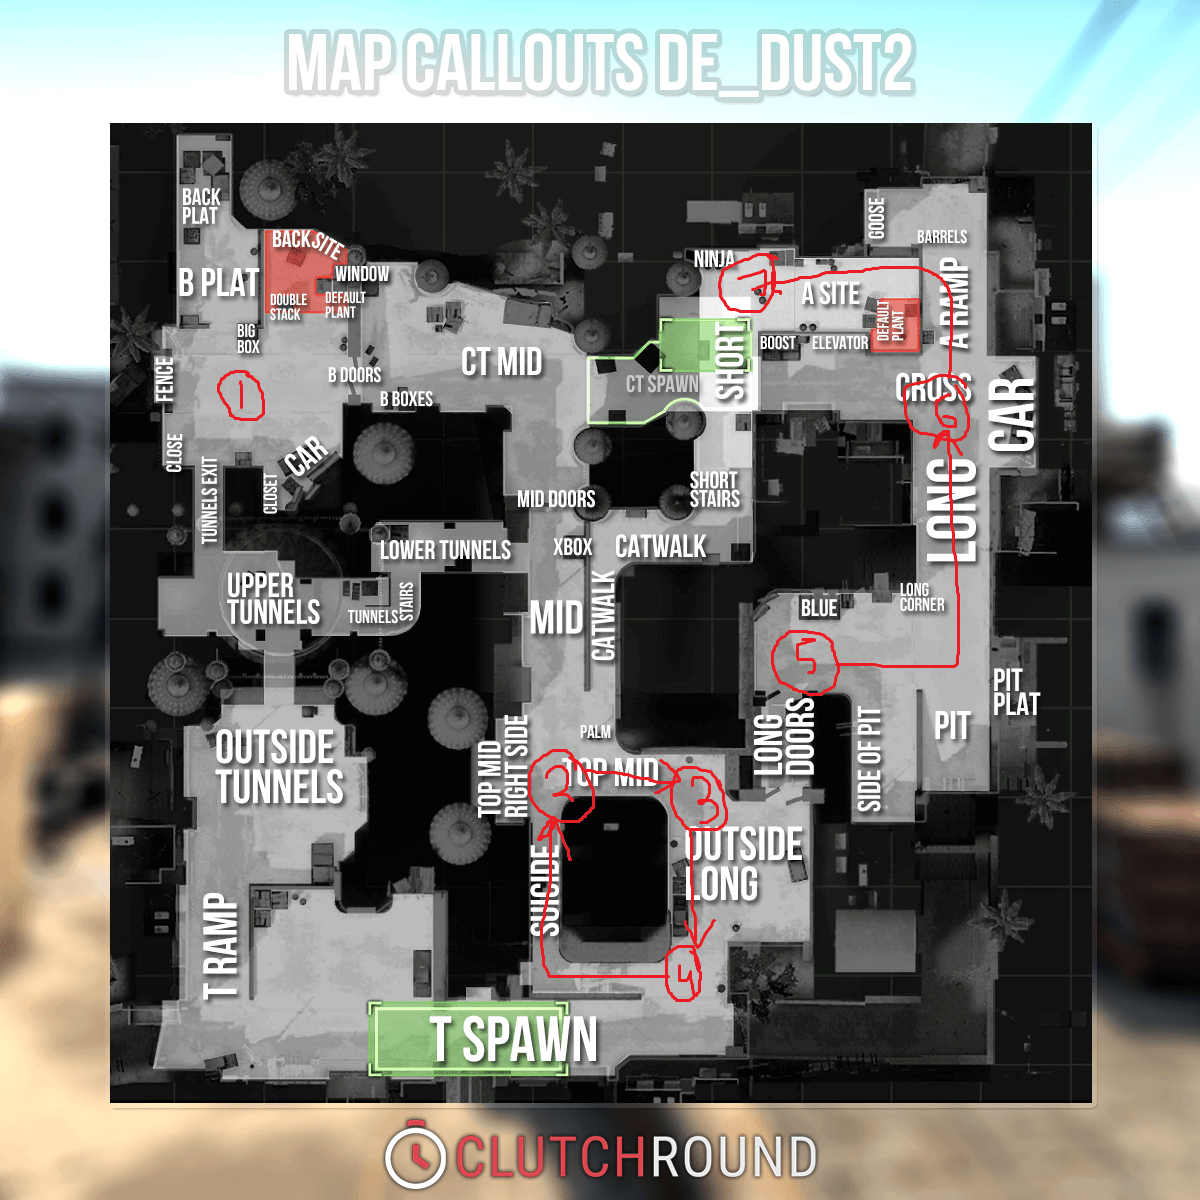 MAP CALLOUTS DE_DUST2
BACK
PLAT
BACKSITE
B PLAT
WINDOW
DOUBLE
STACK
DEFAULT
PLANT
BIG
BOX
FENCE
B DOORS
B BOXES
CT MID
1
CLOSE
CAR
TUNNELS EXIT
CLOSET
NINJA
7
GOOSE
BARRELS
A SITE
A RAMP
DEFAULT
PLANT
BOOST
ELEVATOR
SHORT
CT SPAWN
CROSS
6
CAR
LONG
SHORT
STAIRS
MID DOORS
XBOX
CATWALK
LOWER TUNNELS
UPPER
TUNNELS
TUNNELS
STAIRS
MID
CATWALK
BLUE
LONG
CORNER
5
PIT
PLAT
PIT
LONG
DOORS
SIDE OF PIT
OUTSIDE
TUNNELS
PALM
TOP MID
RIGHT SIDE
TOP MID
2
3
OUTSIDE
LONG
SUICIDE
T RAMP
4
T SPAWN
CLUTCHROUND